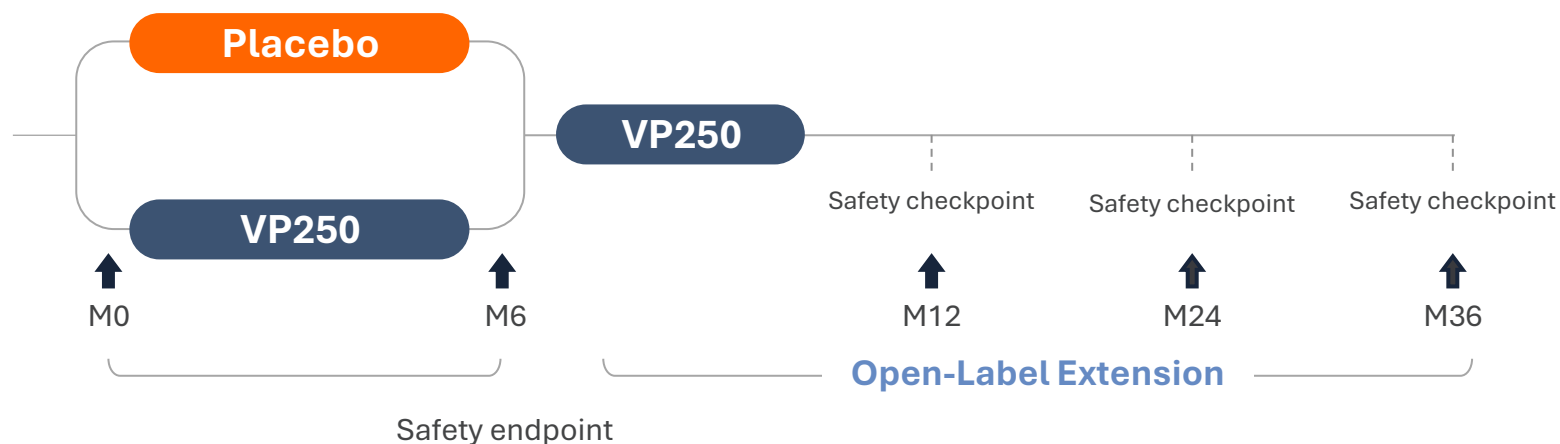 Placebo
VP250
VP250
Safety checkpoint
Safety checkpoint
Safety checkpoint
M0
M6
M12
M24
M36
Open-Label Extension
Safety endpoint